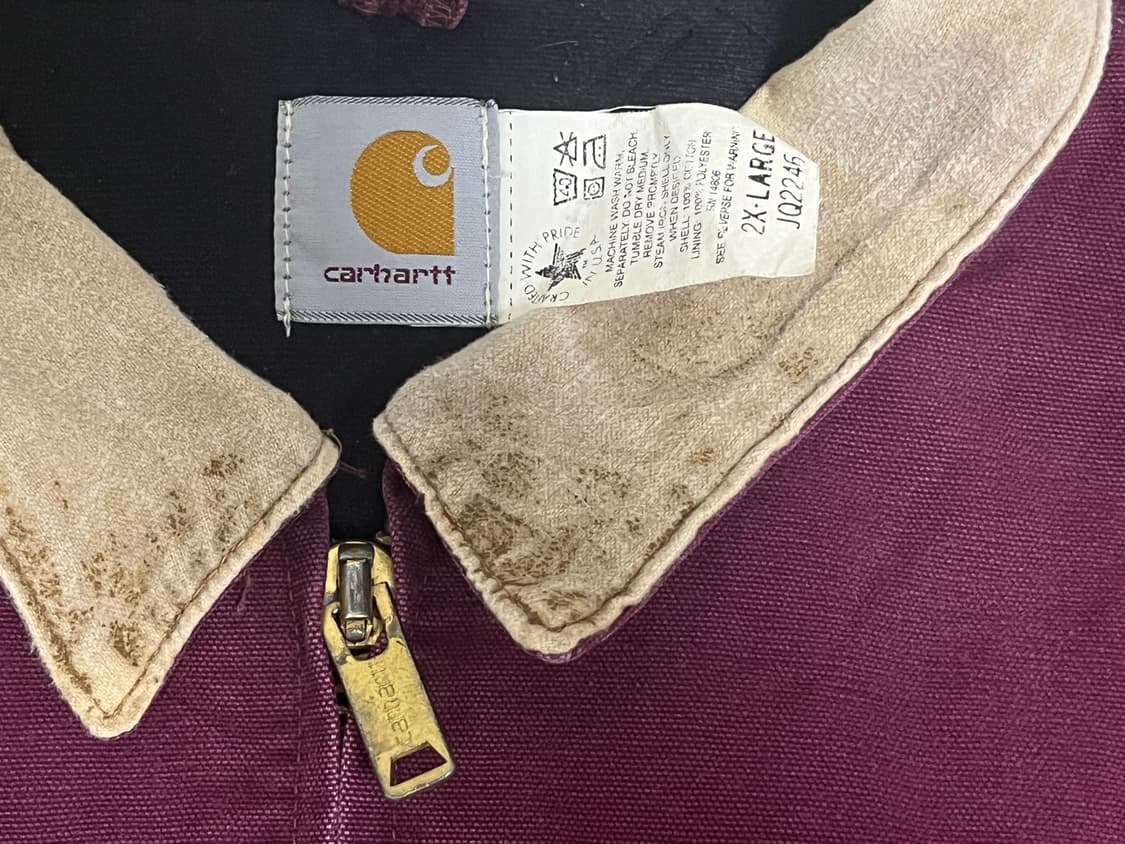 carhartt
CRAFTED WITH PRIDE
IN U.S.A.
40
MACHINE WASH WARM,
SEPARATELY. DO NOT BLEACH.
TUMBLE DRY MEDIUM.
REMOVE PROMPTLY.
STEAM IRON, SHELL ONLY
WHEN DESIRED.
SHELL: 100% COTTON
LINING: 100% POLYESTER
RN 14806
SEE REVERSE FOR WARNING
2X-LARGE
JQ2246
carhartt